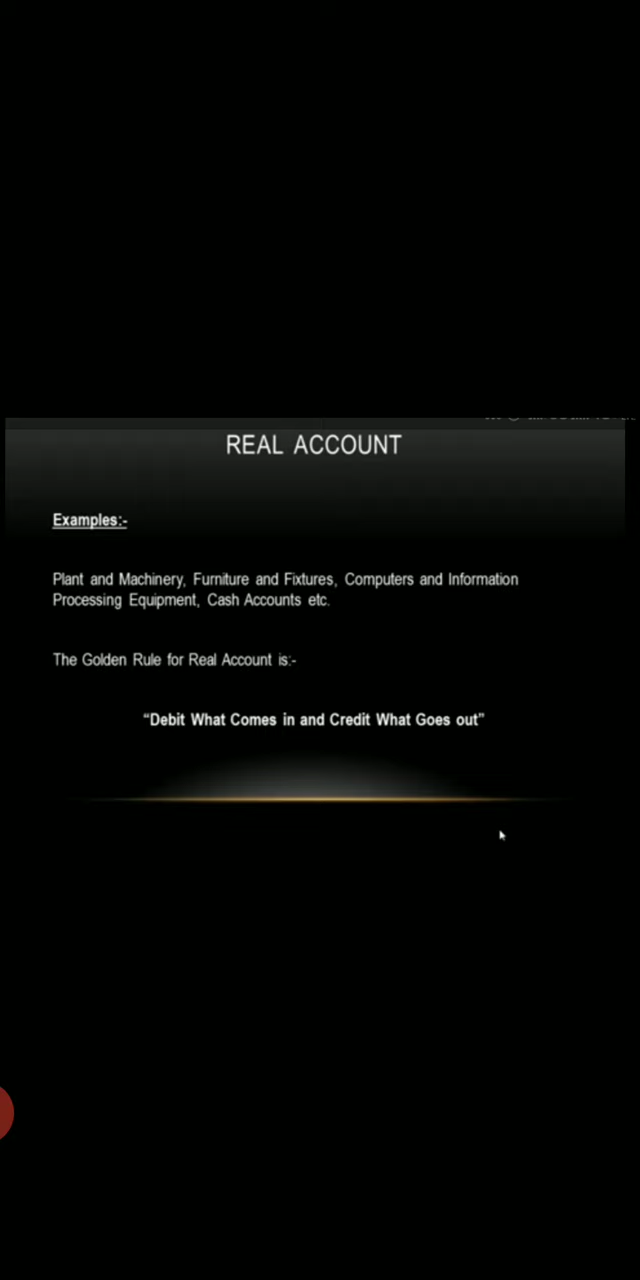 REAL ACCOUNT
Examples:-
Plant and Machinery, Furniture and Fixtures, Computers and Information
Processing Equipment, Cash Accounts etc.
The Golden Rule for Real Account is:-
“Debit What Comes in and Credit What Goes out”